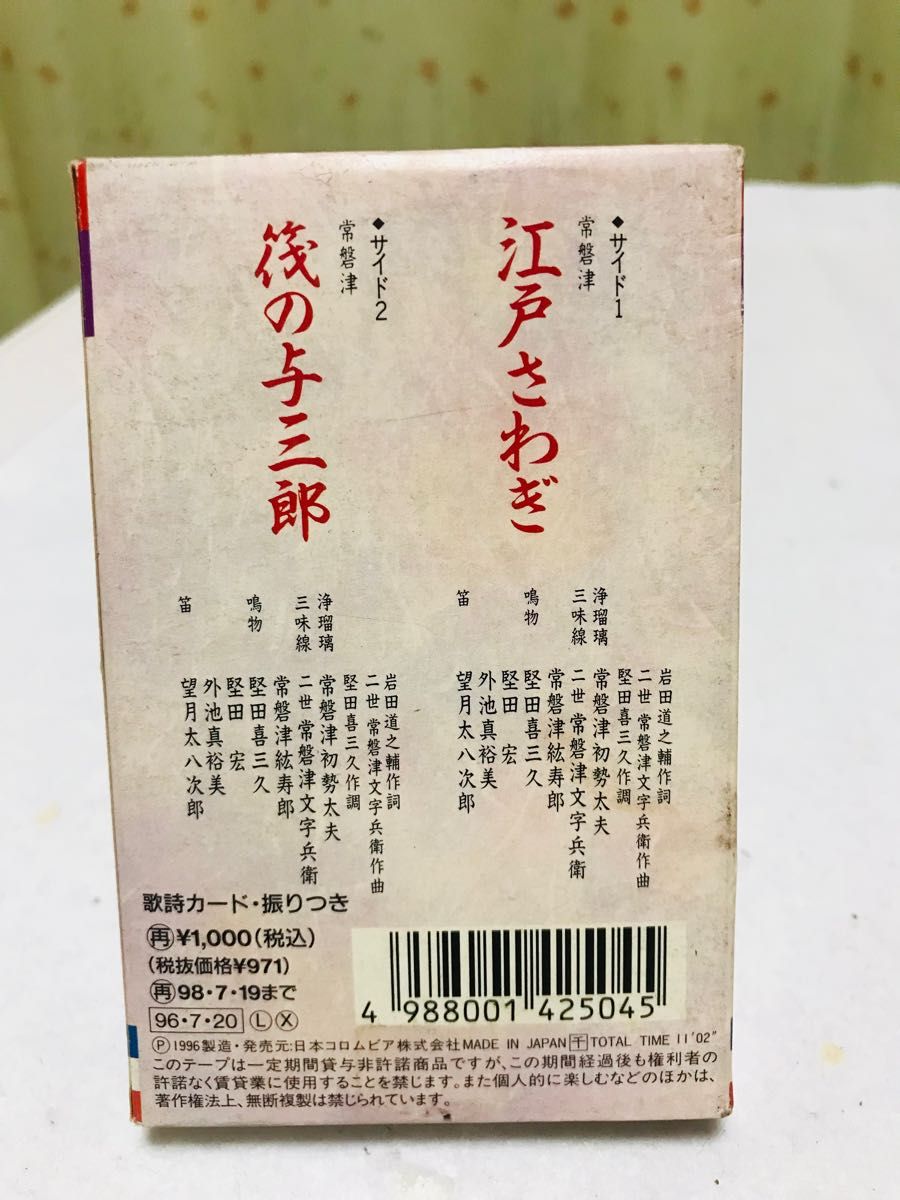 ◆サイド1
常磐津
江戸さわぎ
岩田道之輔作詞
二世 常磐津文字兵衛作曲
堅田喜三久作調
浄瑠璃 常磐津初勢太夫
三味線 二世 常磐津文字兵衛
常磐津絃寿郎
鳴物 堅田喜三久
堅田 宏
外池真裕美
笛 望月太八次郎
◆サイド2
常磐津
筏の与三郎
岩田道之輔作詞
二世 常磐津文字兵衛作曲
堅田喜三久作調
浄瑠璃 常磐津初勢太夫
三味線 二世 常磐津文字兵衛
常磐津絃寿郎
鳴物 堅田喜三久
堅田 宏
外池真裕美
笛 望月太八次郎
歌詩カード・振りつき
再¥1,000(税込)
(税抜価格¥971)
再98・7・19まで
96・7・20 Ⓛ Ⓧ
4 988001 425045
Ⓟ1996製造・発売元:日本コロムビア株式会社 MADE IN JAPAN 千 TOTAL TIME 11'02"
このテープは一定期間貸与非許諾商品ですが、この期間経過後も権利者の
許諾なく賃貸業に使用することを禁じます。また個人的に楽しむなどのほかは、
著作権法上、無断複製は禁じられています。